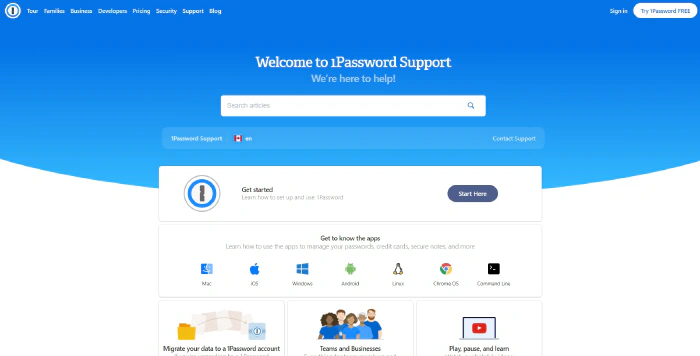 Tour Families Business Developers Pricing Security Support Blog Sign in Try 1Password FREE
Welcome to 1Password Support
We're here to help!
Search articles
1Password Support en Contact Support
Get started
Learn how to set up and use 1Password
Start Here
Get to know the apps
Learn how to use the apps to manage your passwords, credit cards, secure notes, and more
Mac iOS Windows Android Linux Chrome OS Command Line
Migrate your data to a 1Password account Teams and Businesses Play, pause, and learn